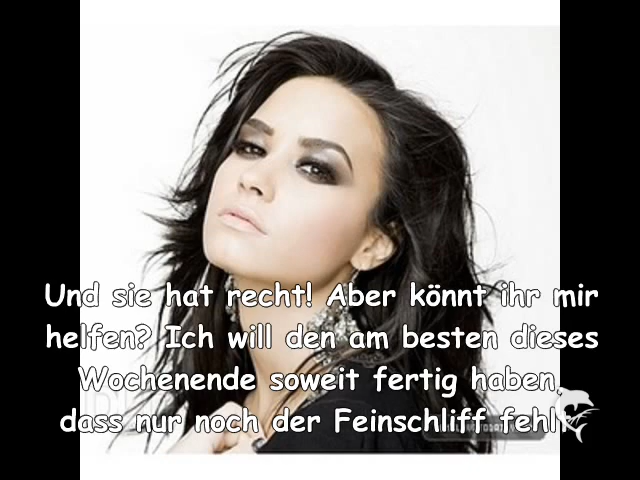 Und sie hat recht! Aber könnt ihr mir
helfen? Ich will den am besten dieses
Wochenende soweit fertig haben,
dass nur noch der Feinschliff fehlt.